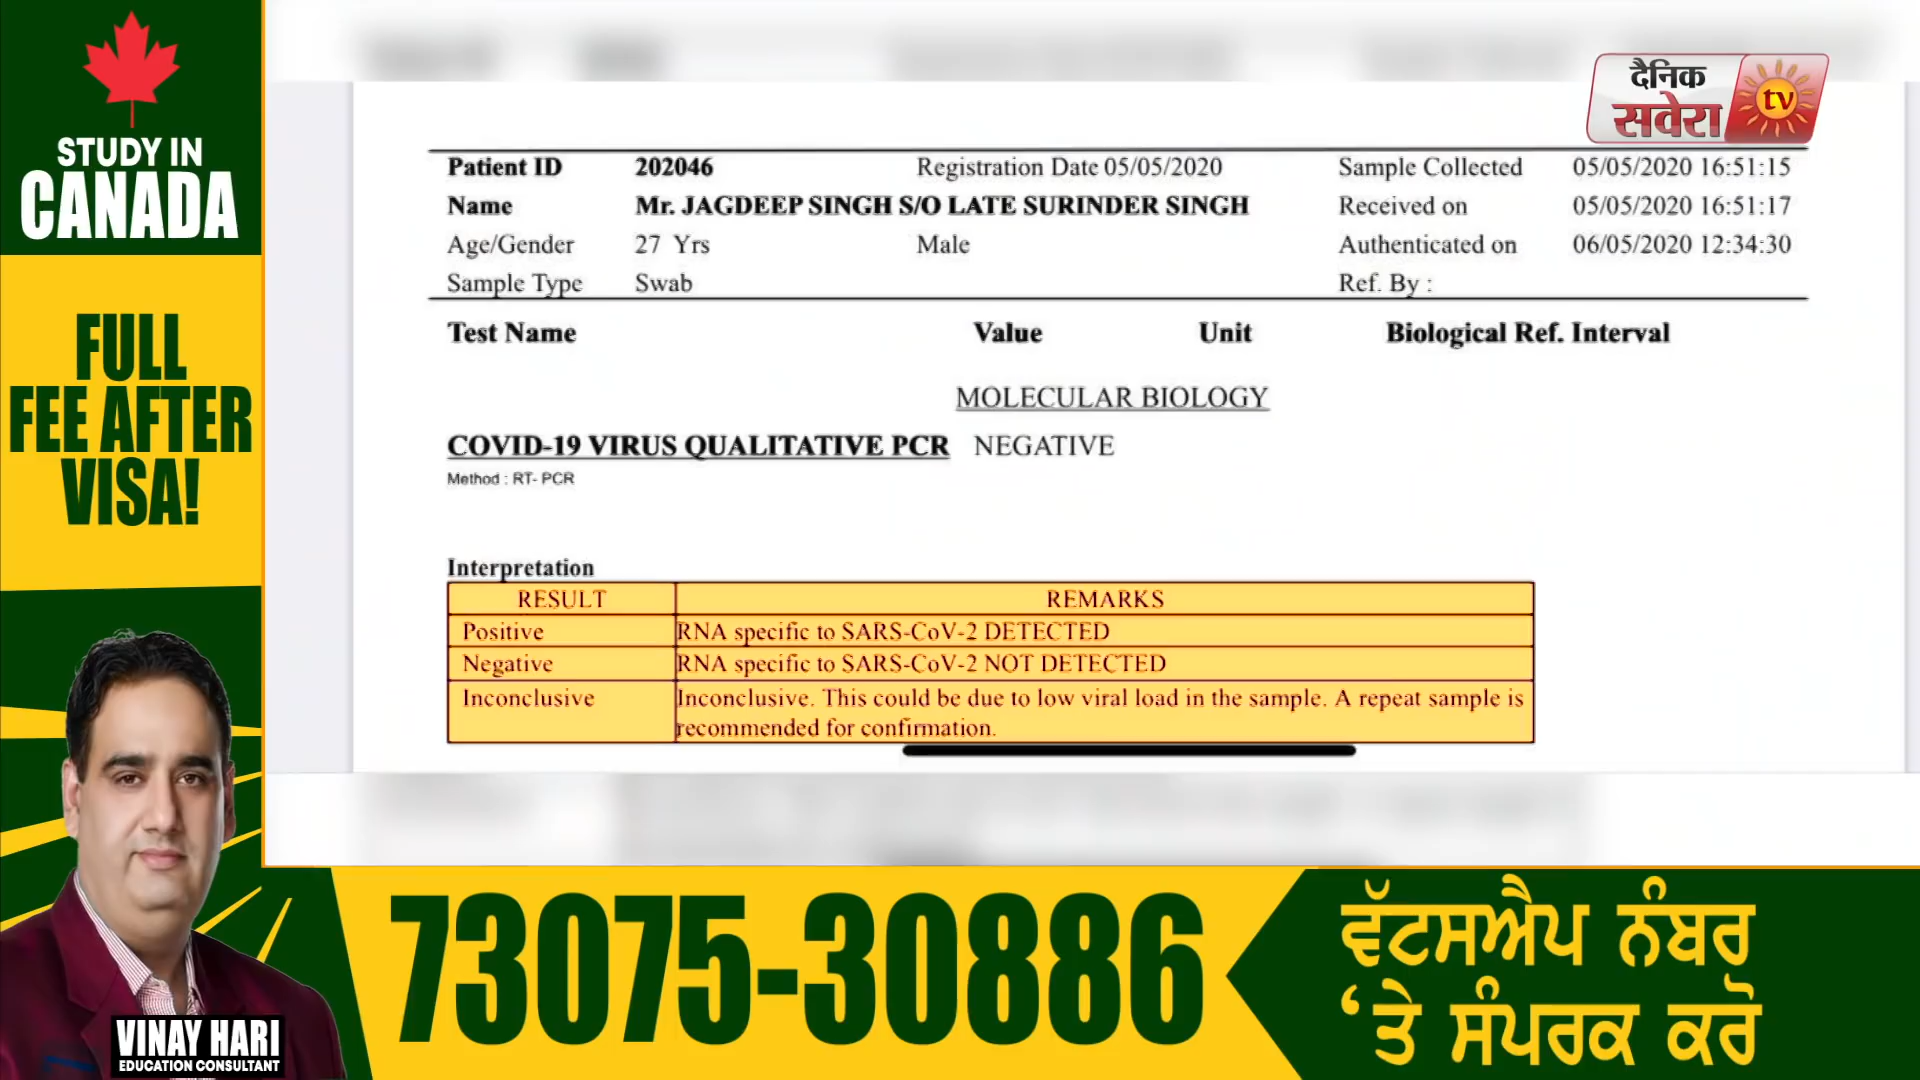 STUDY IN
CANADA
FULL
FEE AFTER
VISA!
VINAY HARI
EDUCATION CONSULTANT
दैनिक
सवेरा
tv
Patient ID 202046 Registration Date 05/05/2020 Sample Collected 05/05/2020 16:51:15
Name Mr. JAGDEEP SINGH S/O LATE SURINDER SINGH Received on 05/05/2020 16:51:17
Age/Gender 27 Yrs Male Authenticated on 06/05/2020 12:34:30
Sample Type Swab Ref. By :
Test Name Value Unit Biological Ref. Interval
MOLECULAR BIOLOGY
COVID-19 VIRUS QUALITATIVE PCR NEGATIVE
Method : RT- PCR
Interpretation
RESULT REMARKS
Positive RNA specific to SARS-CoV-2 DETECTED
Negative RNA specific to SARS-CoV-2 NOT DETECTED
Inconclusive Inconclusive. This could be due to low viral load in the sample. A repeat sample is
recommended for confirmation.
73075-30886
ਵੱਟਸਐਪ ਨੰਬਰ
‘ਤੇ ਸੰਪਰਕ ਕਰੋ